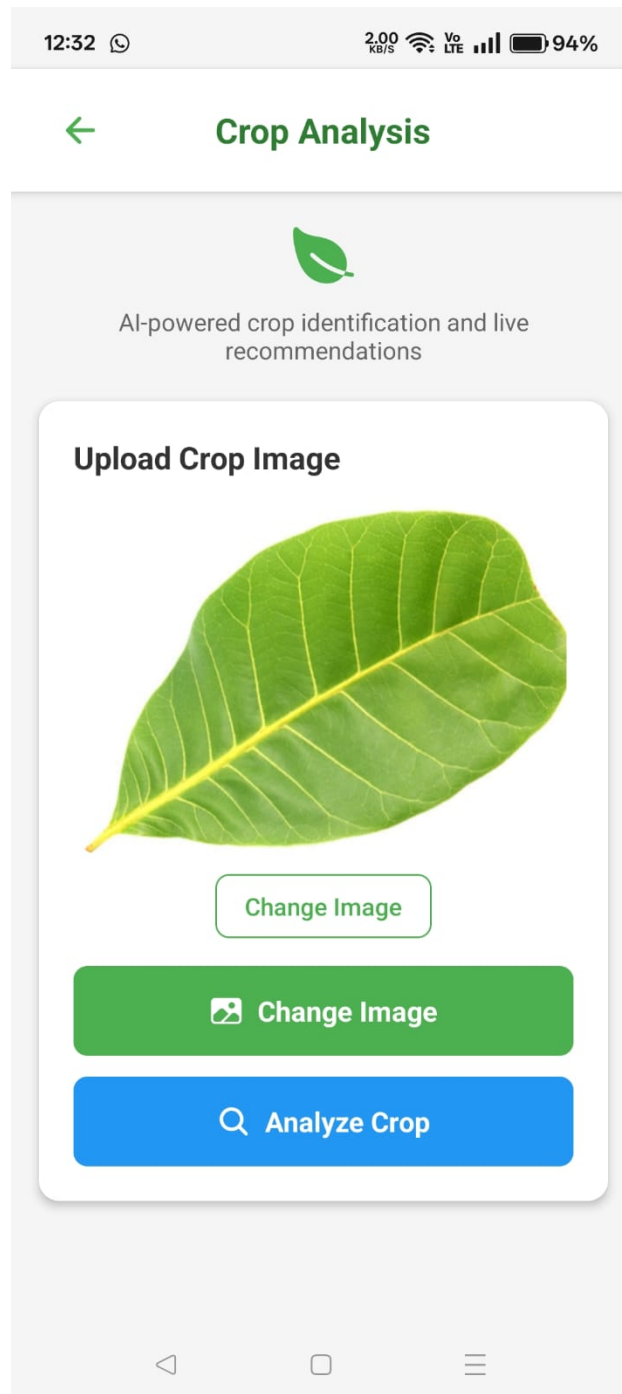 12:32 2.00 KB/S Vo LTE 94%
Crop Analysis
AI-powered crop identification and live
recommendations
Upload Crop Image
Change Image
Change Image
Analyze Crop